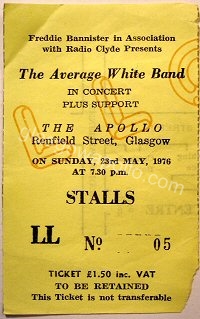 Freddie Bannister in Association
with Radio Clyde Presents
The Average White Band
IN CONCERT
PLUS SUPPORT
THE APOLLO
Renfield Street, Glasgow
ON SUNDAY, 23rd MAY, 1976
AT 7.30 p.m.
STALLS
LL No 05
TICKET £1.50 inc. VAT
TO BE RETAINED
This Ticket is not transferable